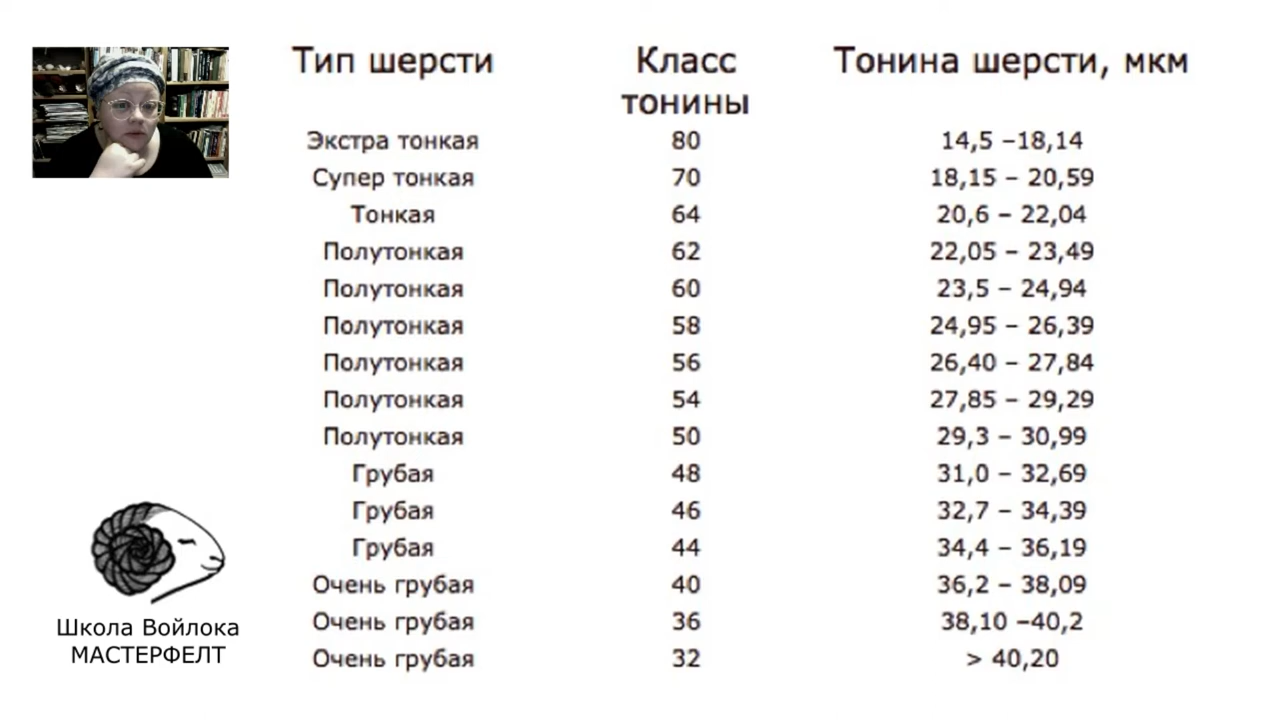 Тип шерсти Класс тонины Тонина шерсти, мкм
Экстра тонкая 80 14,5 –18,14
Супер тонкая 70 18,15 – 20,59
Тонкая 64 20,6 – 22,04
Полутонкая 62 22,05 – 23,49
Полутонкая 60 23,5 – 24,94
Полутонкая 58 24,95 – 26,39
Полутонкая 56 26,40 – 27,84
Полутонкая 54 27,85 – 29,29
Полутонкая 50 29,3 – 30,99
Грубая 48 31,0 – 32,69
Грубая 46 32,7 – 34,39
Грубая 44 34,4 – 36,19
Очень грубая 40 36,2 – 38,09
Очень грубая 36 38,10 –40,2
Очень грубая 32 > 40,20
Школа Войлока
МАСТЕРФЕЛТ